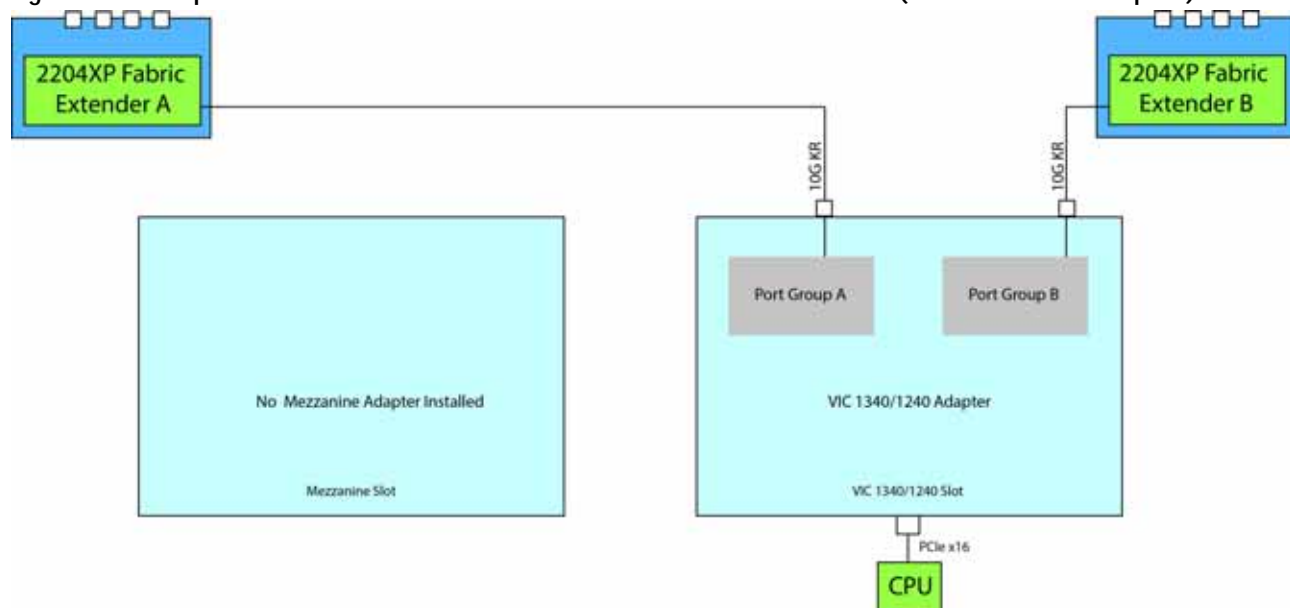 2204XP Fabric
Extender A
2204XP Fabric
Extender B
10G KR
10G KR
Port Group A
Port Group B
No Mezzanine Adapter Installed
VIC 1340/1240 Adapter
Mezzanine Slot
VIC 1340/1240 Slot
PCIe x16
CPU